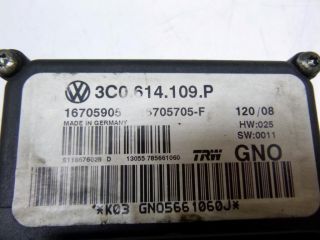 3C0.614.109.P
16705905 6705705-F 120/08
MADE IN GERMANY HW:025
SW:0011
13055 785661060 TRW GNO
*K03 GNO5661060J*